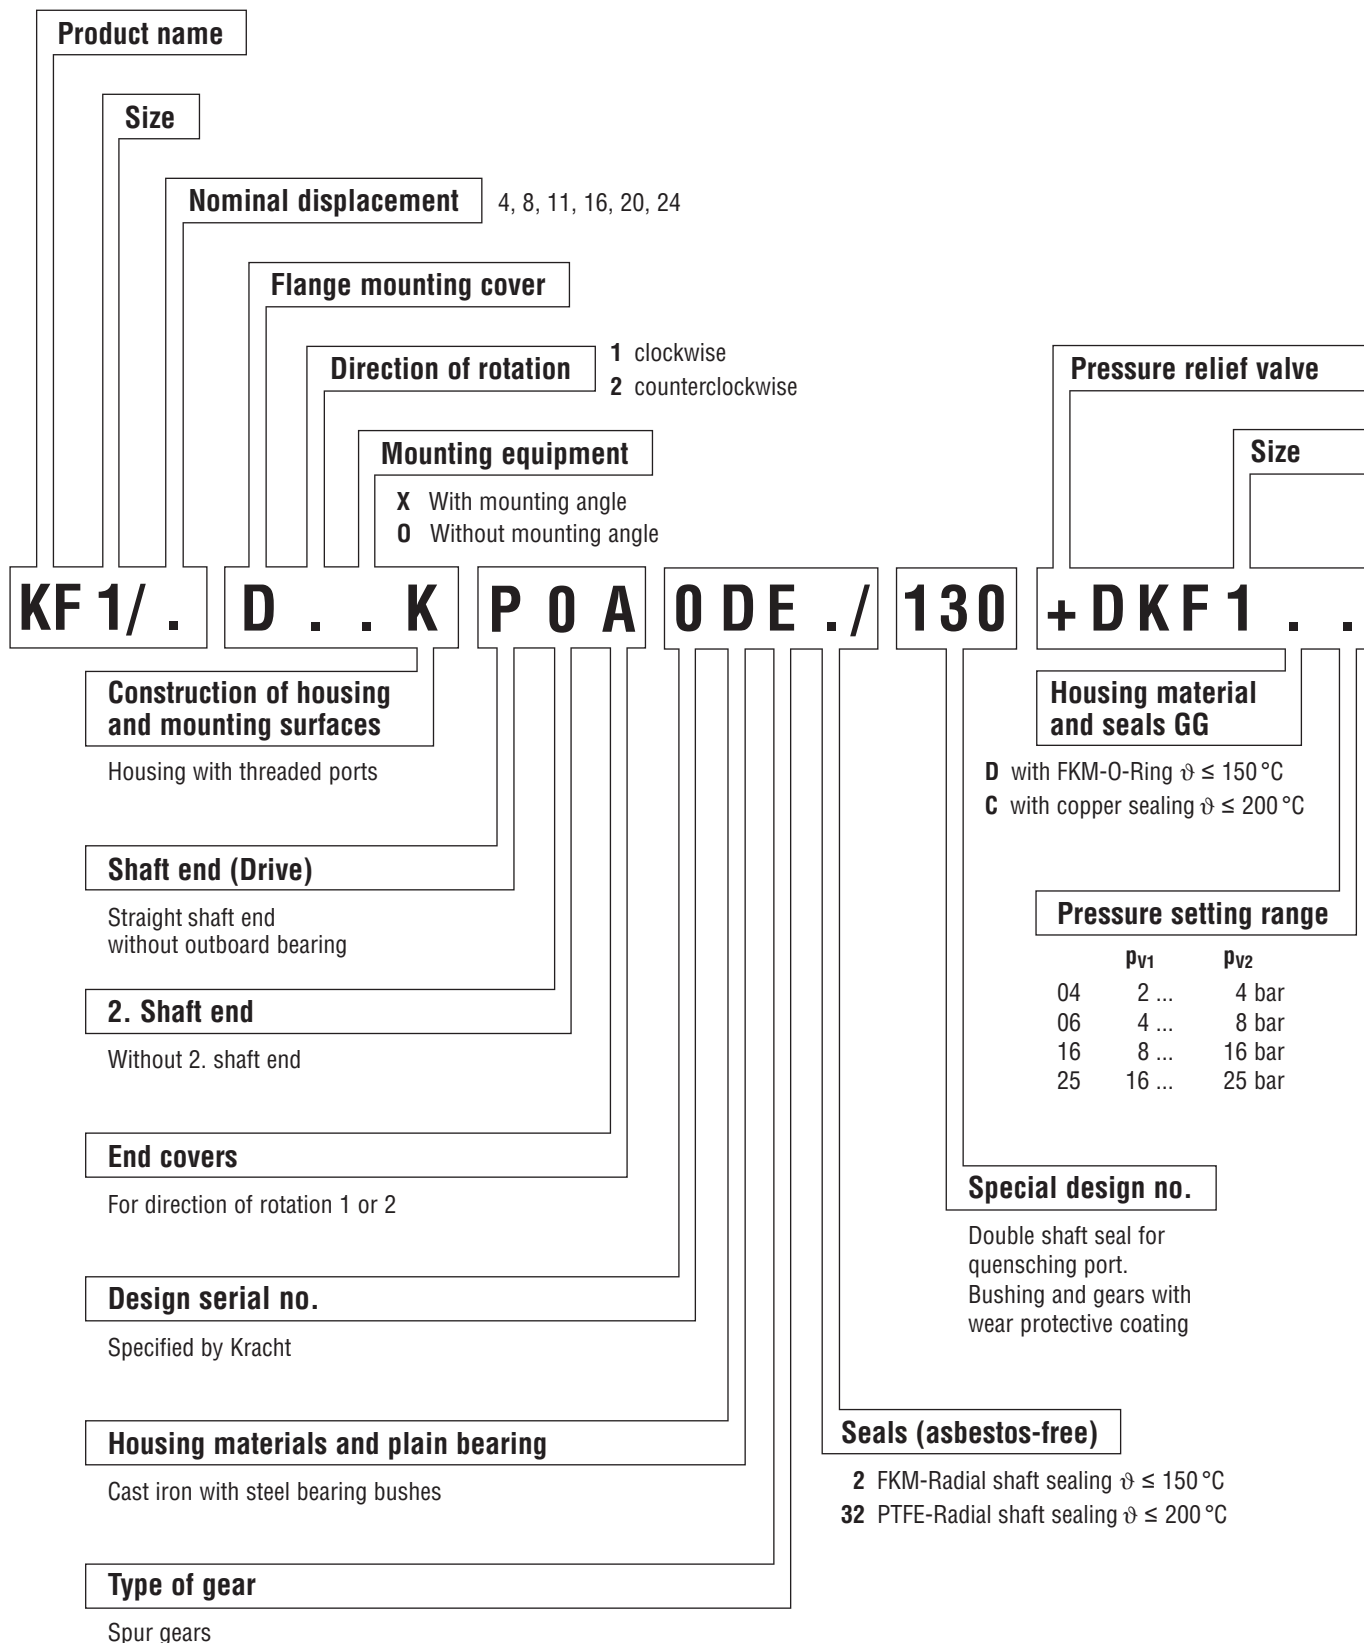 Product name
Size
Nominal displacement 4, 8, 11, 16, 20, 24
Flange mounting cover
Direction of rotation
1 clockwise
2 counterclockwise
Pressure relief valve
Mounting equipment
X With mounting angle
0 Without mounting angle
Size
KF 1/ . D . . K P 0 A 0 D E . / 130 + D K F 1 . .
Construction of housing
and mounting surfaces
Housing with threaded ports
Housing material
and seals GG
D with FKM-O-Ring ϑ ≤ 150 °C
C with copper sealing ϑ ≤ 200 °C
Shaft end (Drive)
Straight shaft end
without outboard bearing
Pressure setting range
pV1 pV2
04 2 ... 4 bar
06 4 ... 8 bar
16 8 ... 16 bar
25 16 ... 25 bar
2. Shaft end
Without 2. shaft end
End covers
For direction of rotation 1 or 2
Special design no.
Double shaft seal for
quensching port.
Bushing and gears with
wear protective coating
Design serial no.
Specified by Kracht
Housing materials and plain bearing
Cast iron with steel bearing bushes
Seals (asbestos-free)
2 FKM-Radial shaft sealing ϑ ≤ 150 °C
32 PTFE-Radial shaft sealing ϑ ≤ 200 °C
Type of gear
Spur gears